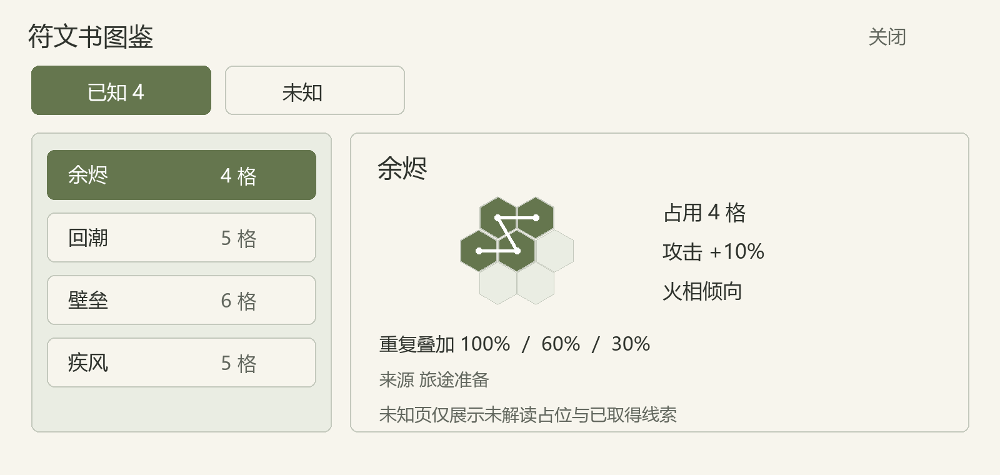 符文书图鉴
关闭
已知 4
未知
余烬 4 格
回潮 5 格
壁垒 6 格
疾风 5 格
余烬
占用 4 格
攻击 +10%
火相倾向
重复叠加 100% / 60% / 30%
来源 旅途准备
未知页仅展示未解读占位与已取得线索